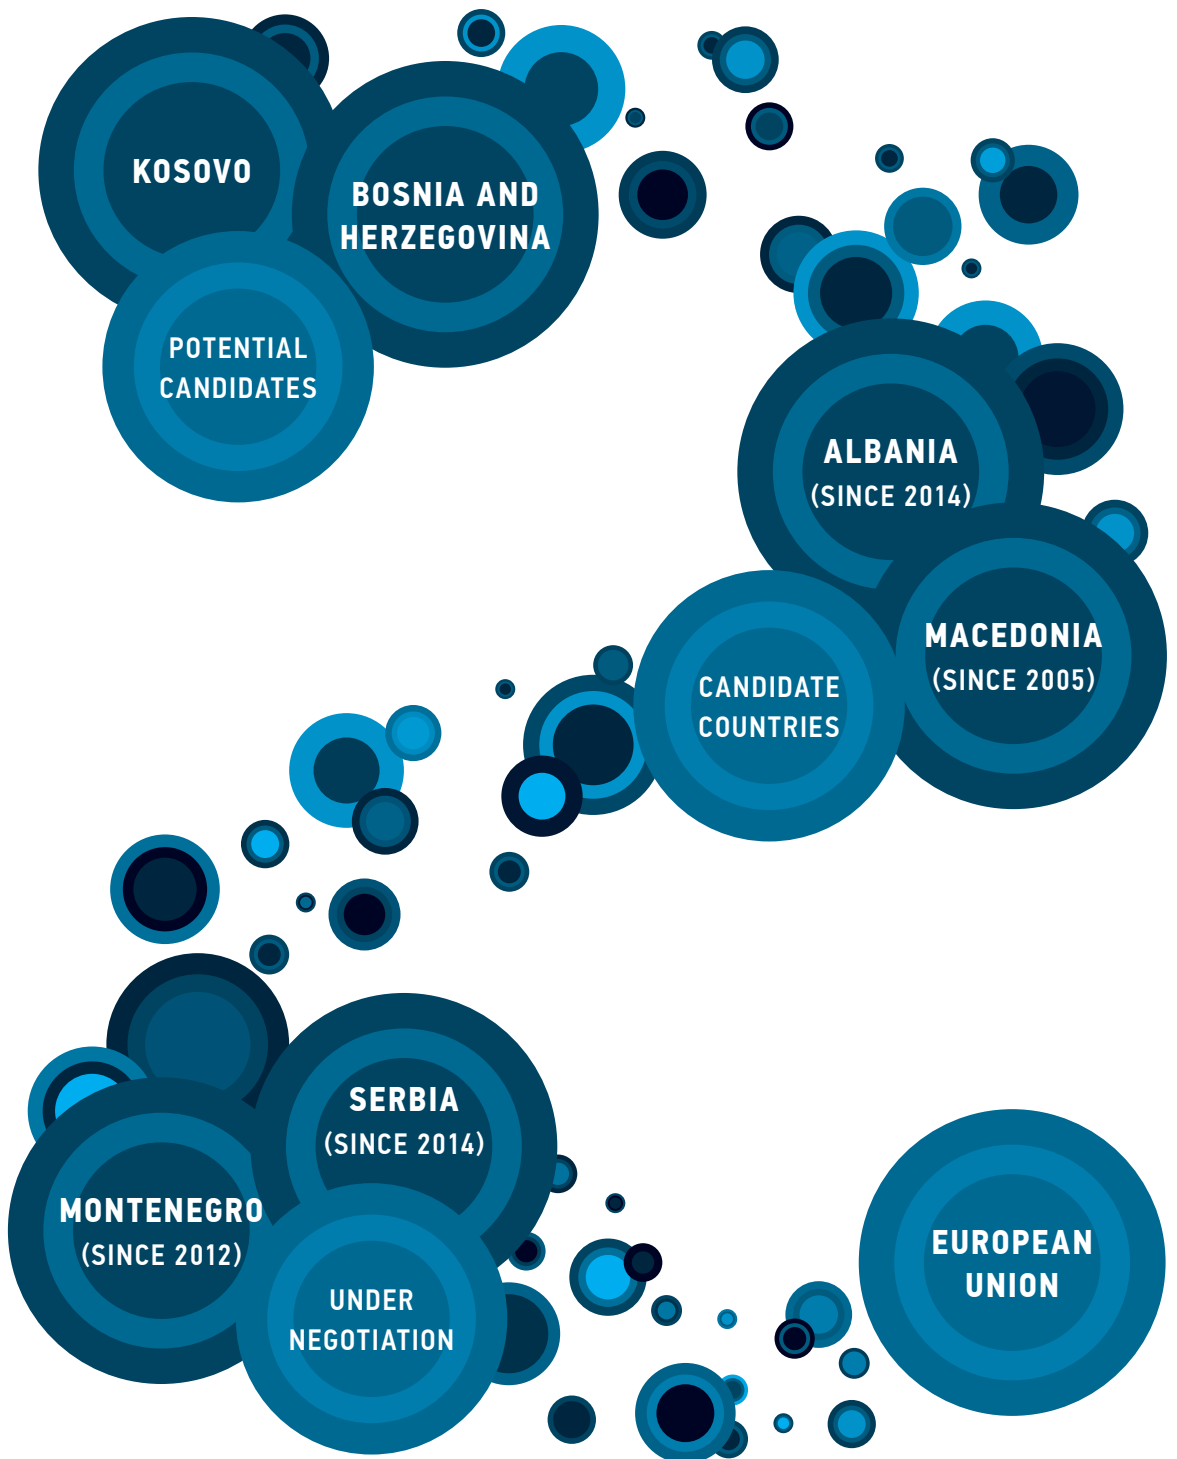 KOSOVO
BOSNIA AND
HERZEGOVINA
POTENTIAL
CANDIDATES
ALBANIA
(SINCE 2014)
MACEDONIA
(SINCE 2005)
CANDIDATE
COUNTRIES
SERBIA
(SINCE 2014)
MONTENEGRO
(SINCE 2012)
UNDER
NEGOTIATION
EUROPEAN
UNION